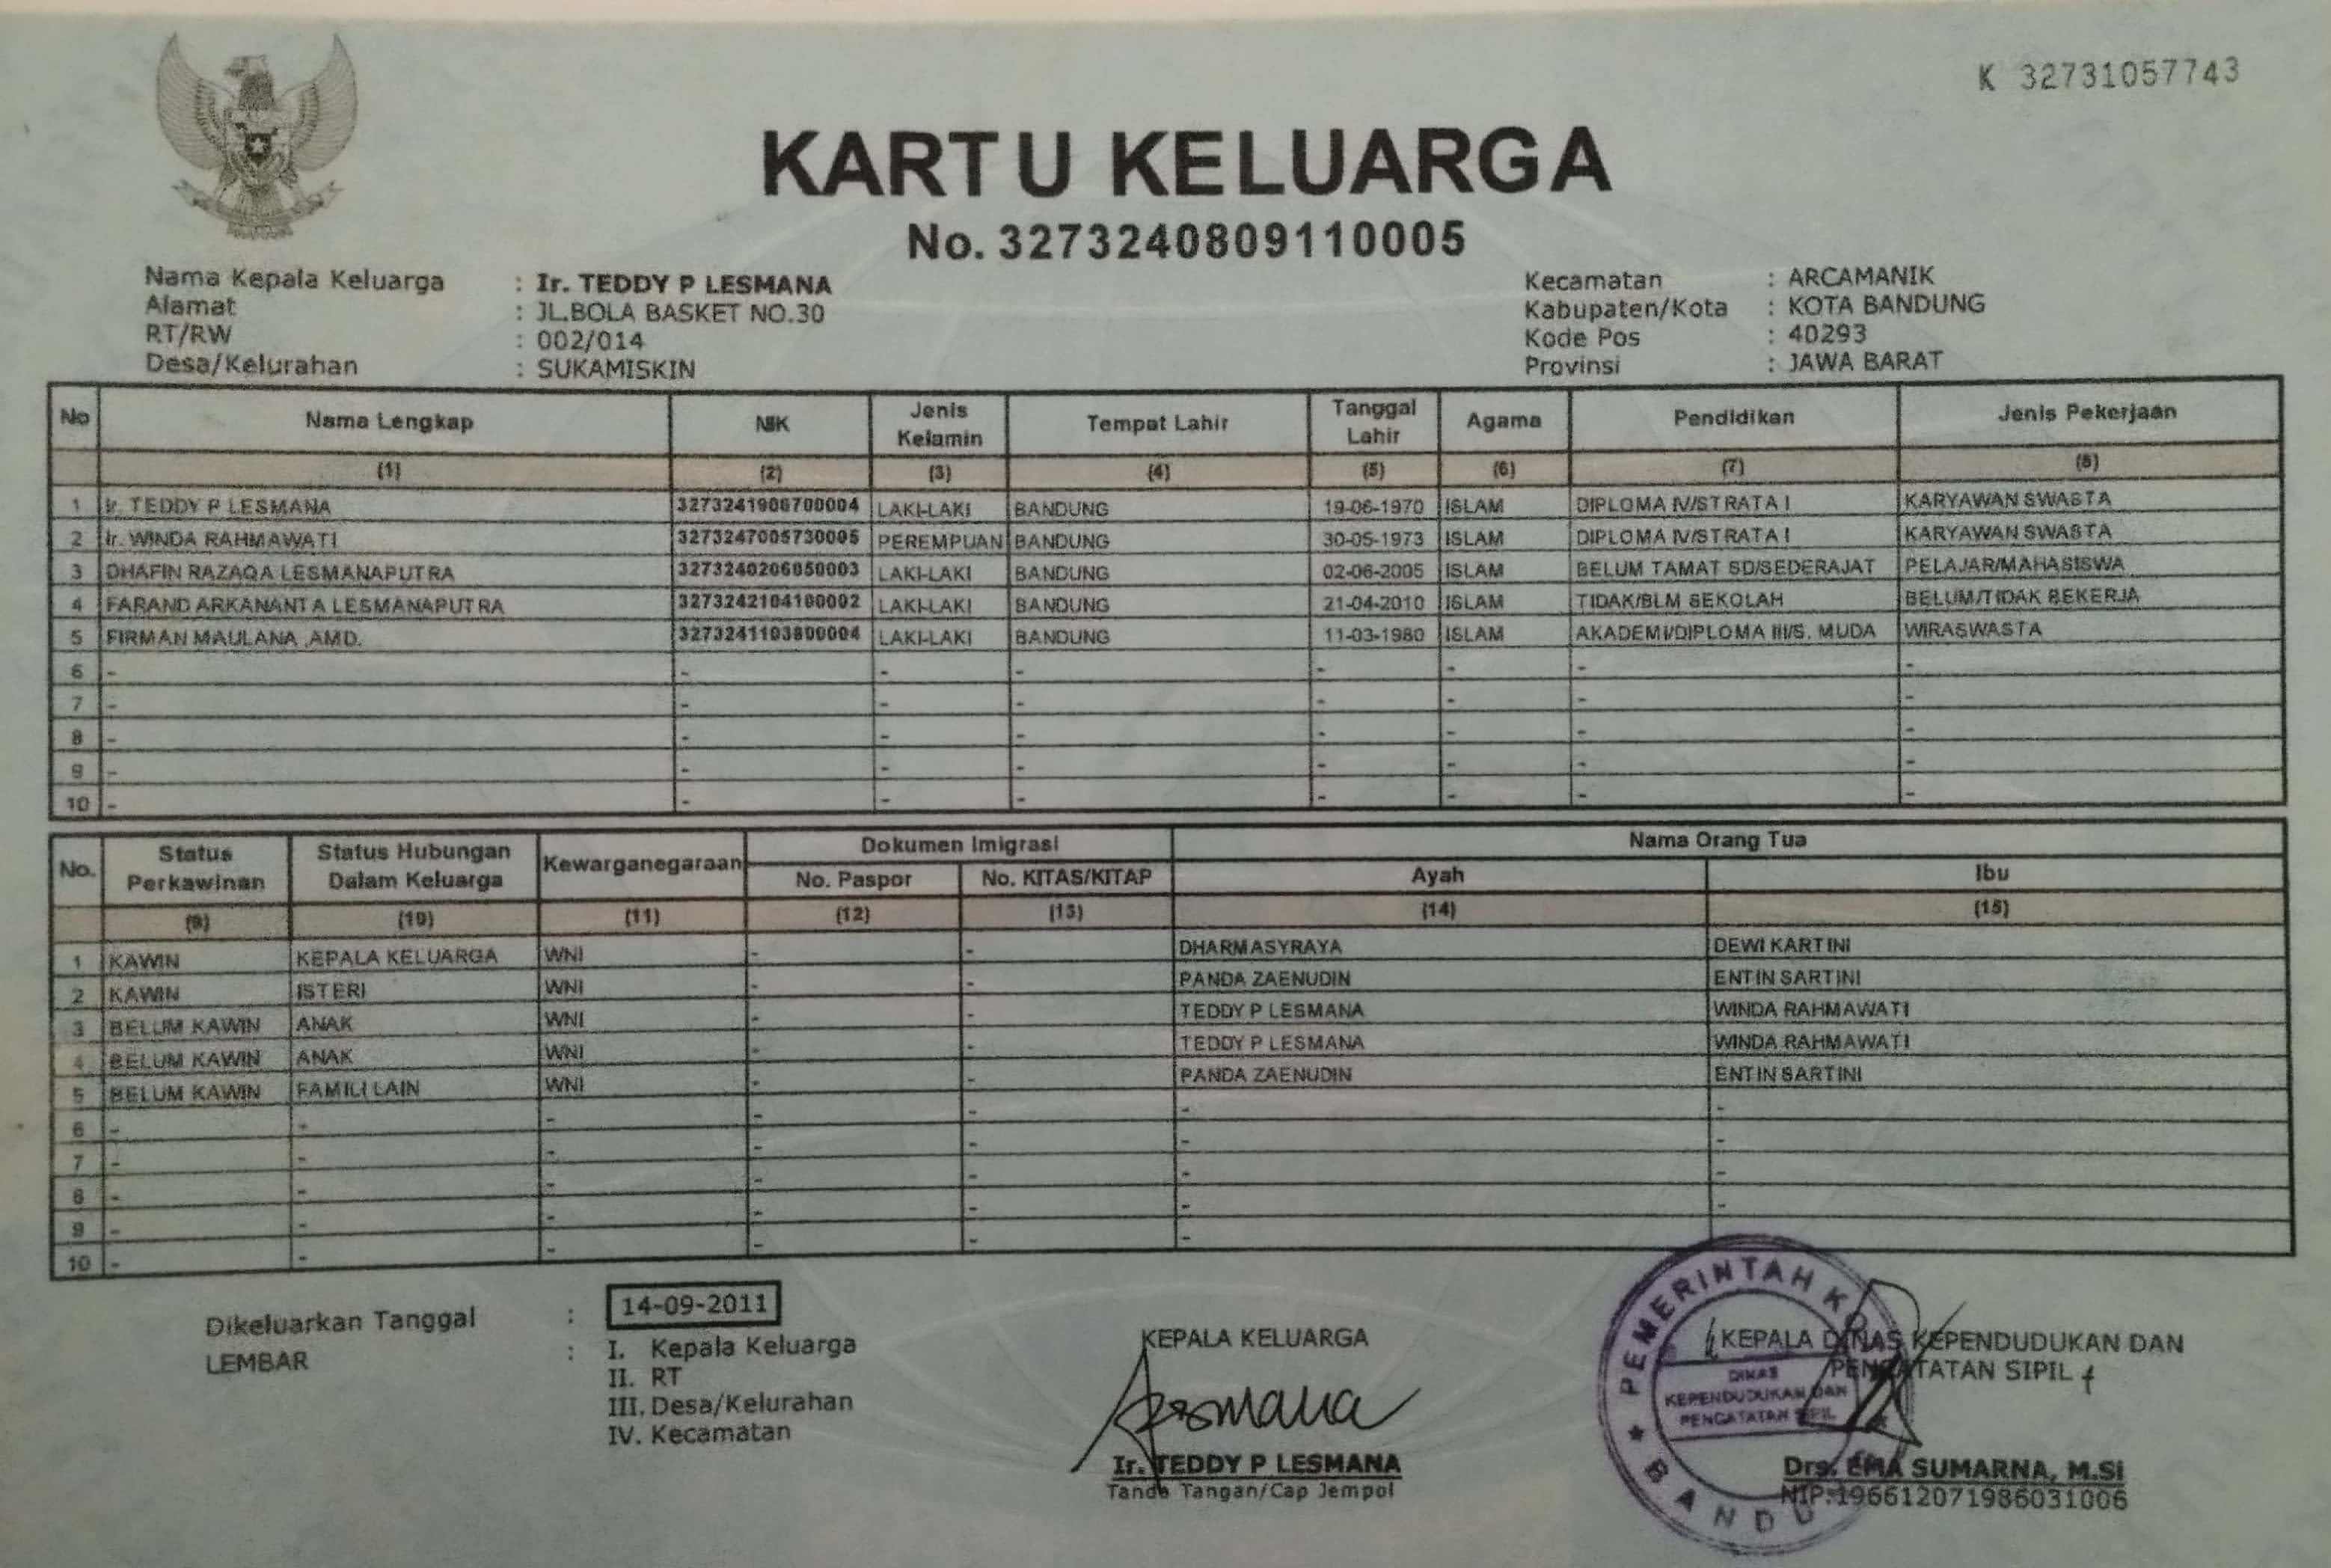 K 32731057743
KARTU KELUARGA
No. 3273240809110005
Nama Kepala Keluarga : Ir. TEDDY P LESMANA
Alamat : JL.BOLA BASKET NO.30
RT/RW : 002/014
Desa/Kelurahan : SUKAMISKIN
Kecamatan : ARCAMANIK
Kabupaten/Kota : KOTA BANDUNG
Kode Pos : 40293
Provinsi : JAWA BARAT
No Nama Lengkap NIK Jenis Kelamin Tempat Lahir Tanggal Lahir Agama Pendidikan Jenis Pekerjaan
(1) (2) (3) (4) (5) (6) (7) (8)
1 Ir. TEDDY P LESMANA 3273241906700004 LAKI-LAKI BANDUNG 19-06-1970 ISLAM DIPLOMA IV/STRATA I KARYAWAN SWASTA
2 Ir. WINDA RAHMAWATI 3273247005730005 PEREMPUAN BANDUNG 30-05-1973 ISLAM DIPLOMA IV/STRATA I KARYAWAN SWASTA
3 DHAFIN RAZAQA LESMANAPUTRA 3273240206050003 LAKI-LAKI BANDUNG 02-06-2005 ISLAM BELUM TAMAT SD/SEDERAJAT PELAJAR/MAHASISWA
4 FARAND ARKANANTA LESMANAPUTRA 3273242104100002 LAKI-LAKI BANDUNG 21-04-2010 ISLAM TIDAK/BLM SEKOLAH BELUM/TIDAK BEKERJA
5 FIRMAN MAULANA ,AMD. 3273241103800004 LAKI-LAKI BANDUNG 11-03-1980 ISLAM AKADEMI/DIPLOMA III/S. MUDA WIRASWASTA
6 - - - - - - - -
7 - - - - - - - -
8 - - - - - - - -
9 - - - - - - - -
10 - - - - - - - -
No. Status Perkawinan Status Hubungan Dalam Keluarga Kewarganegaraan Dokumen Imigrasi Nama Orang Tua
No. Paspor No. KITAS/KITAP Ayah Ibu
(9) (10) (11) (12) (13) (14) (15)
1 KAWIN KEPALA KELUARGA WNI - - DHARMASYRAYA DEWI KARTINI
2 KAWIN ISTERI WNI - - PANDA ZAENUDIN ENTIN SARTINI
3 BELUM KAWIN ANAK WNI - - TEDDY P LESMANA WINDA RAHMAWATI
4 BELUM KAWIN ANAK WNI - - TEDDY P LESMANA WINDA RAHMAWATI
5 BELUM KAWIN FAMILI LAIN WNI - - PANDA ZAENUDIN ENTIN SARTINI
6 - - - - - - -
7 - - - - - - -
8 - - - - - - -
9 - - - - - - -
10 - - - - - - -
Dikeluarkan Tanggal : 14-09-2011
LEMBAR : I. Kepala Keluarga
II. RT
III. Desa/Kelurahan
IV. Kecamatan
KEPALA KELUARGA
Lesmana
Ir. TEDDY P LESMANA
Tanda Tangan/Cap Jempol
KEPALA DINAS KEPENDUDUKAN DAN
PENCATATAN SIPIL
PEMERINTAH K
DINAS
KEPENDUDUKAN DAN
PENCATATAN SIPIL
BANDU
Drs. EMA SUMARNA, M.Si
NIP.196612071986031006